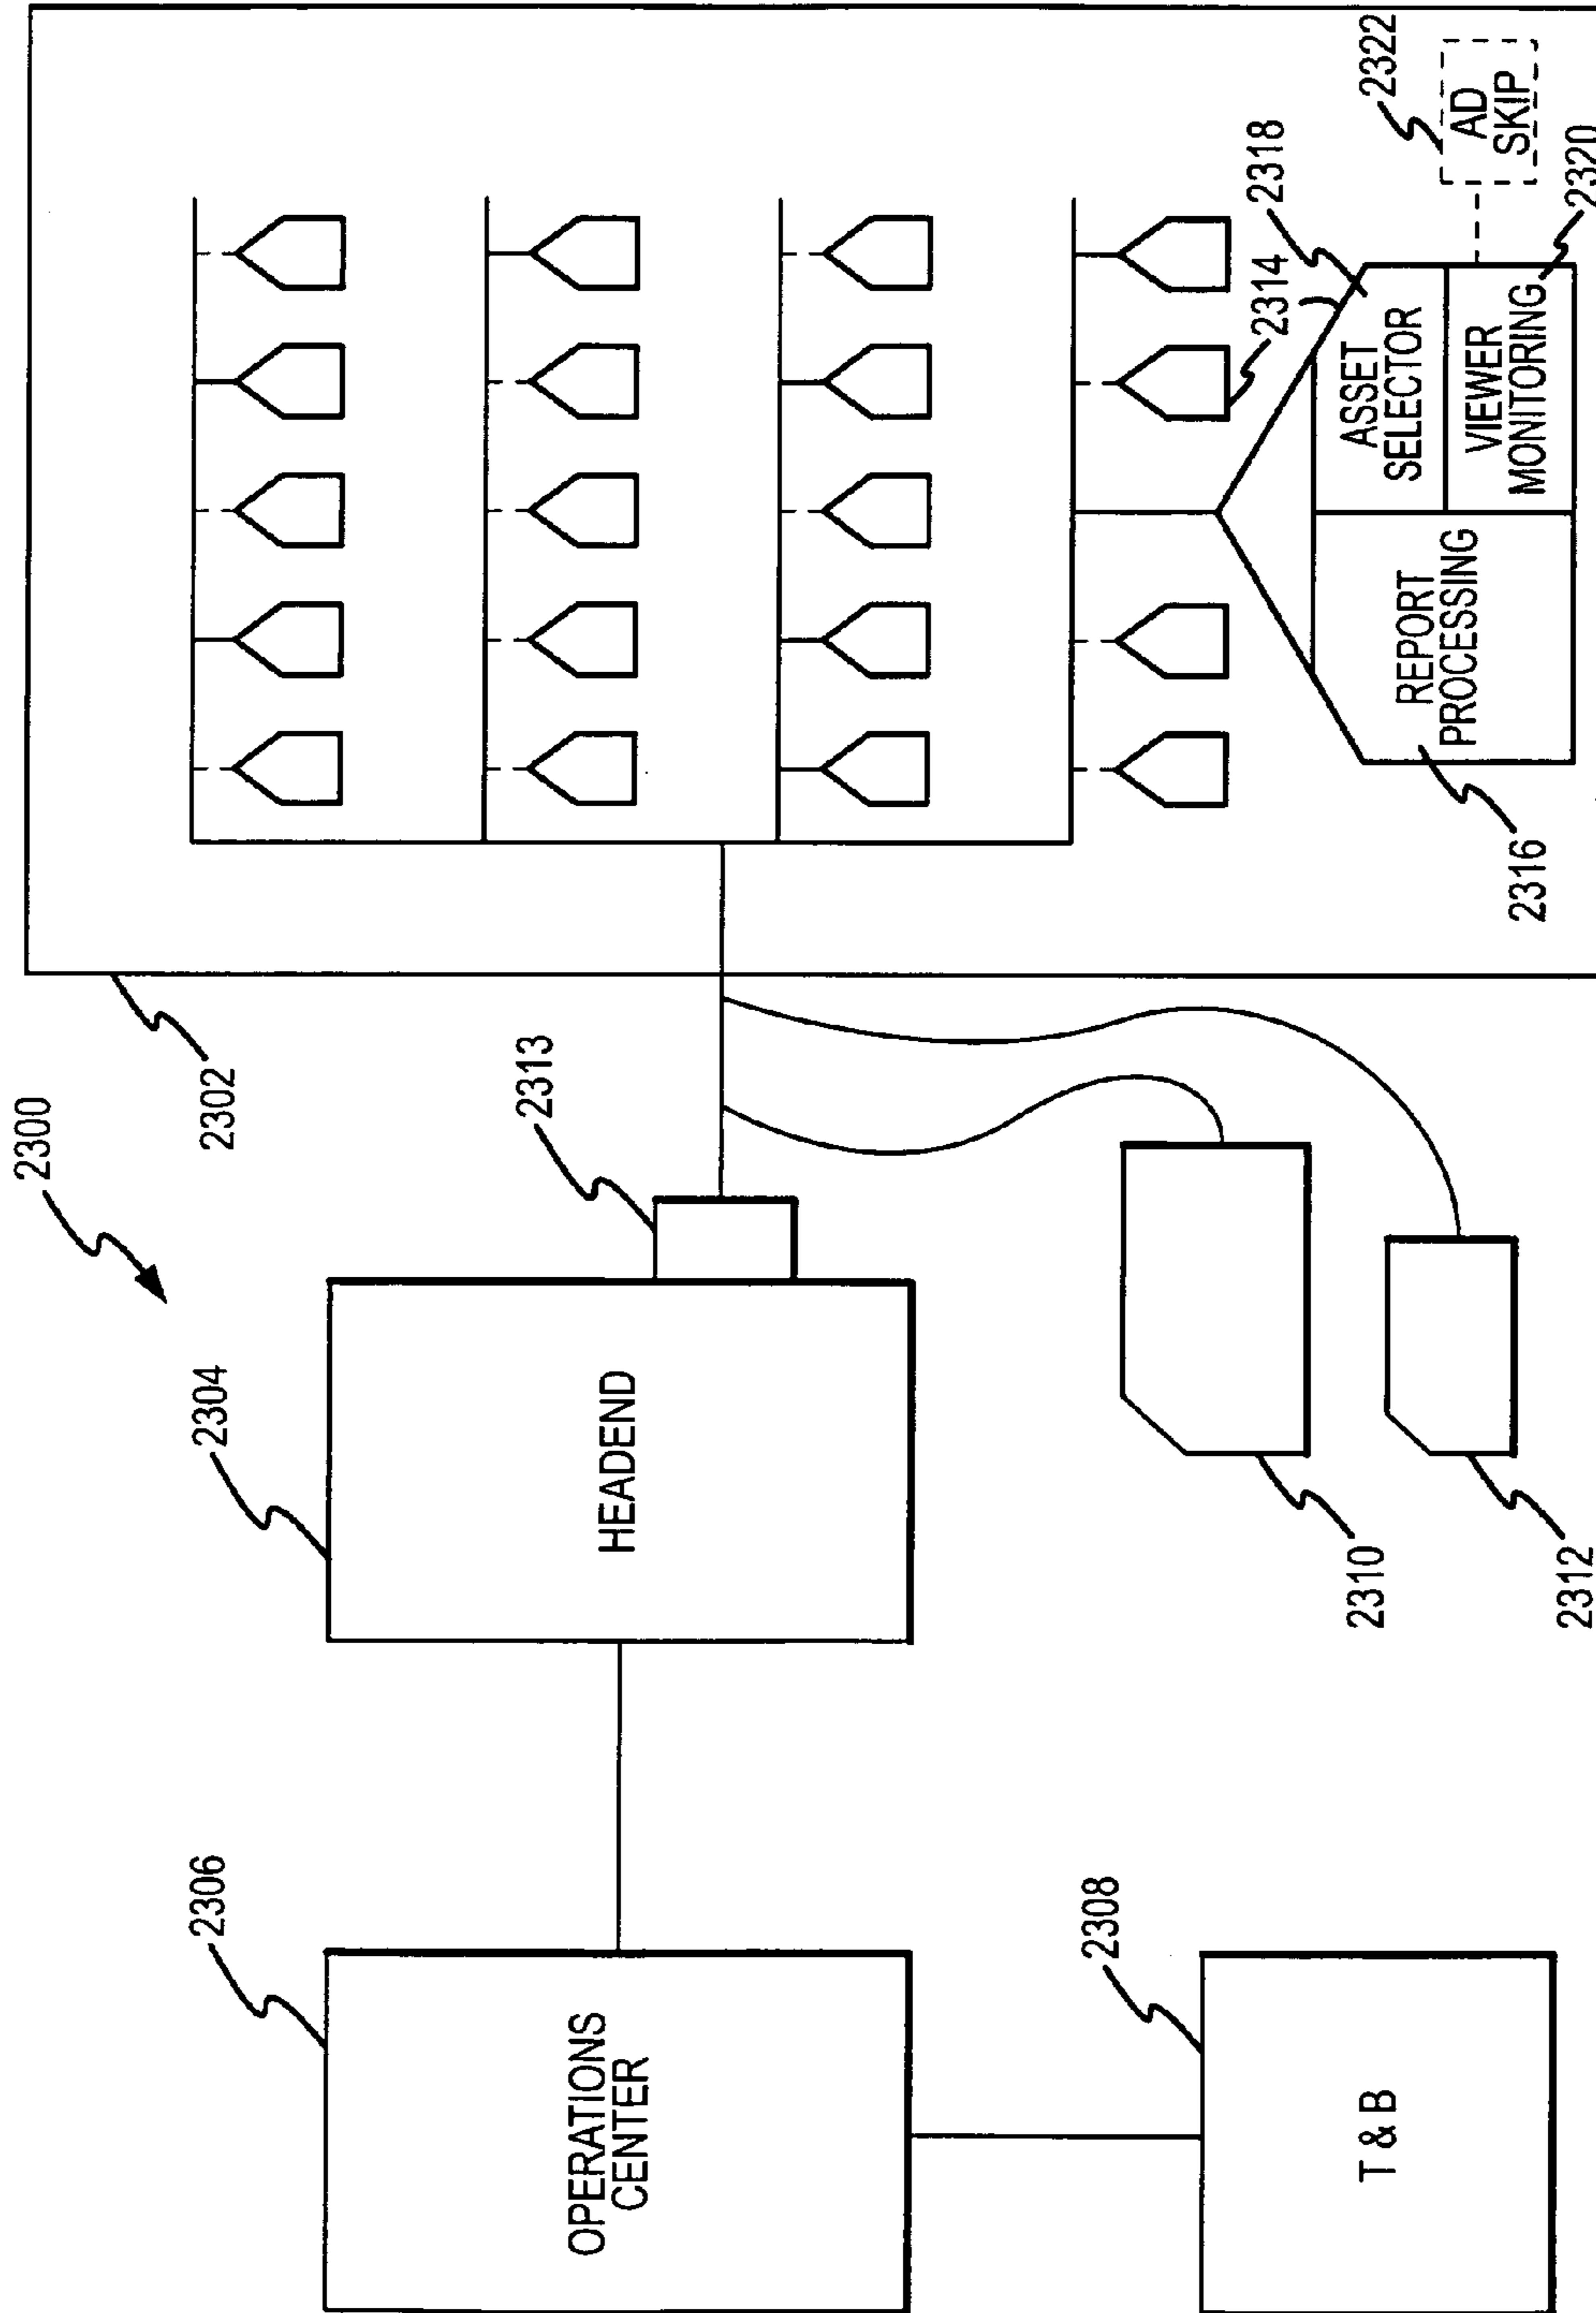 2300
2306
OPERATIONS
CENTER
2304
HEADEND
2313
2302
2308
T & B
2310
2312
2316
REPORT
PROCESSING
2314
2318
ASSET
SELECTOR
VIEWER
MONITORING
2320
2322
AD
SKIP